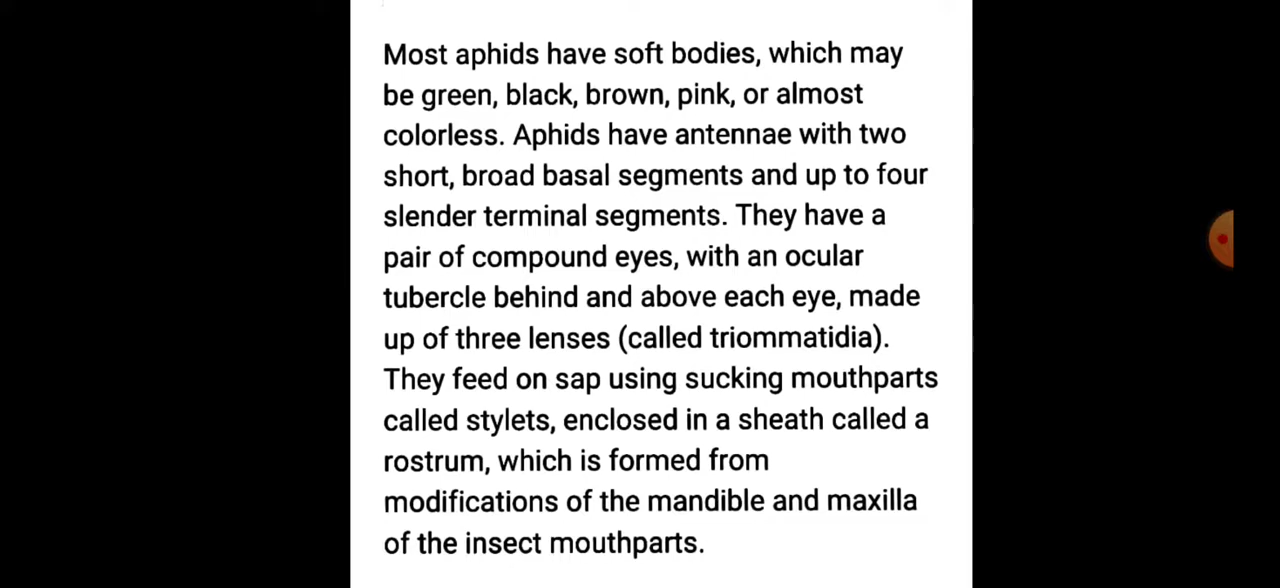 Most aphids have soft bodies, which may
be green, black, brown, pink, or almost
colorless. Aphids have antennae with two
short, broad basal segments and up to four
slender terminal segments. They have a
pair of compound eyes, with an ocular
tubercle behind and above each eye, made
up of three lenses (called triommatidia).
They feed on sap using sucking mouthparts
called stylets, enclosed in a sheath called a
rostrum, which is formed from
modifications of the mandible and maxilla
of the insect mouthparts.